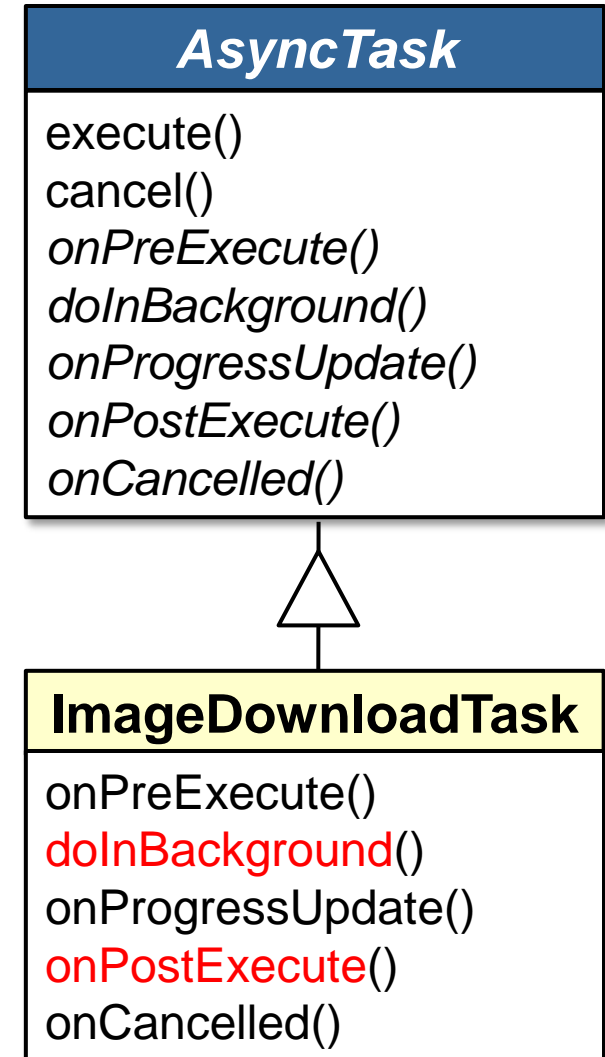 AsyncTask
execute()
cancel()
onPreExecute()
doInBackground()
onProgressUpdate()
onPostExecute()
onCancelled()
ImageDownloadTask
onPreExecute()
doInBackground()
onProgressUpdate()
onPostExecute()
onCancelled()